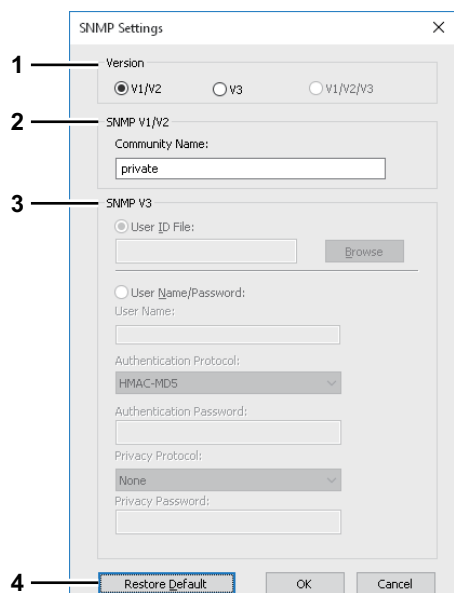 SNMP Settings
1 Version
V1/V2 V3 V1/V2/V3
2 SNMP V1/V2
Community Name:
private
3 SNMP V3
User ID File:
Browse
User Name/Password:
User Name:
Authentication Protocol:
HMAC-MD5
Authentication Password:
Privacy Protocol:
None
Privacy Password:
4 Restore Default OK Cancel